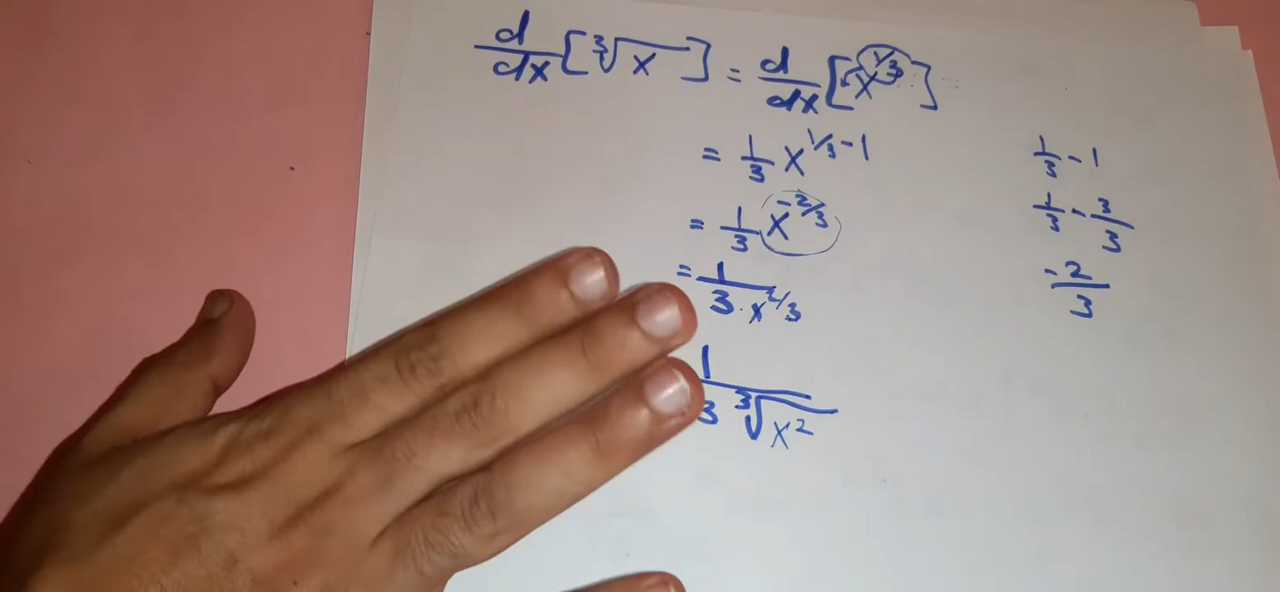 d/dx [∛x] = d/dx [x^1/3]
= 1/3 x^1/3-1
= 1/3 x^-2/3
= 1/3·x^2/3
1/3∛x²
1/3 - 1
1/3 - 3/3
-2/3